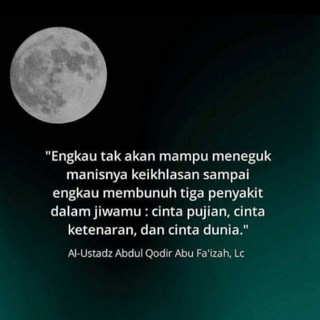 "Engkau tak akan mampu meneguk
manisnya keikhlasan sampai
engkau membunuh tiga penyakit
dalam jiwamu : cinta pujian, cinta
ketenaran, dan cinta dunia."
Al-Ustadz Abdul Qodir Abu Fa'izah, Lc